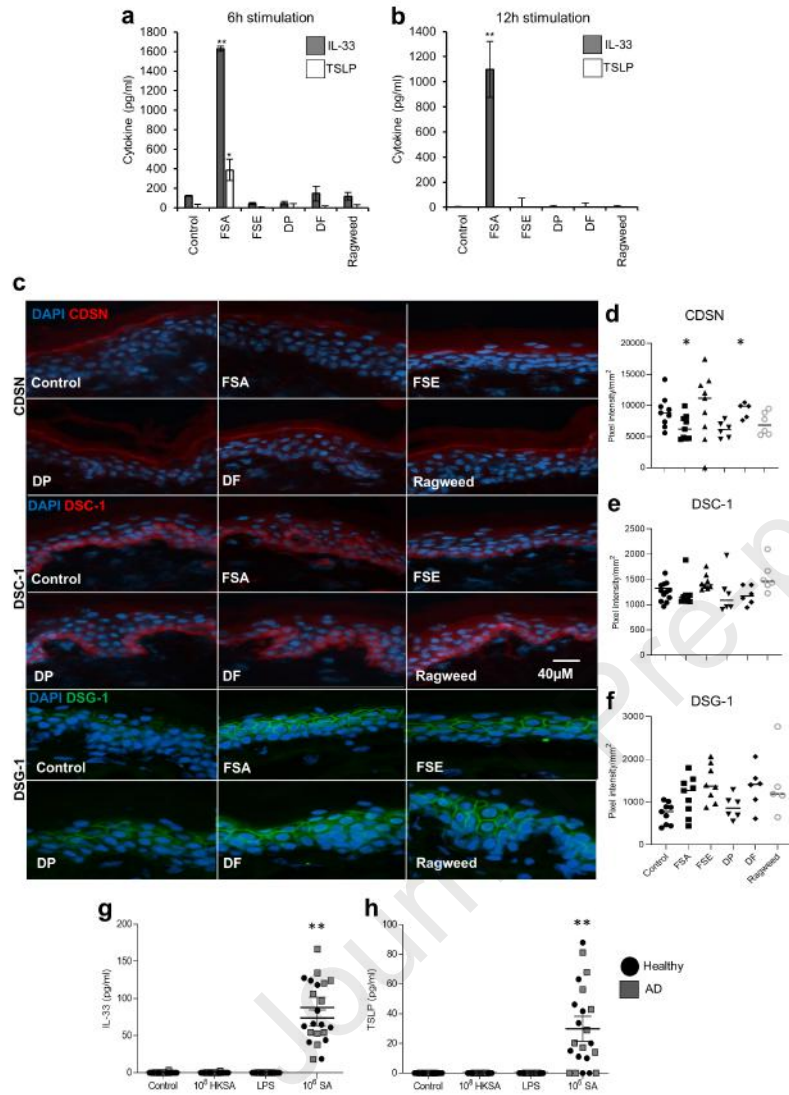 a 6h stimulation
1800
1600
1400
1200
1000
800
600
400
200
0
Cytokine (pg/ml)
**
*
IL-33
TSLP
Control
FSA
FSE
DP
DF
Ragweed
b 12h stimulation
1400
1200
1000
800
600
400
200
0
Cytokine (pg/ml)
**
IL-33
TSLP
Control
FSA
FSE
DP
DF
Ragweed
c
CDSN
DAPI CDSN
Control
FSA
FSE
DP
DF
Ragweed
DSC-1
DAPI DSC-1
Control
FSA
FSE
DP
DF
Ragweed
40µM
DSG-1
DAPI DSG-1
Control
FSA
FSE
DP
DF
Ragweed
d
CDSN
20000
15000
10000
5000
0
Pixel intensity/mm²
*
*
e
DSC-1
2500
2000
1500
1000
500
0
Pixel intensity/mm²
f
DSG-1
3000
2000
1000
0
Pixel intensity/mm²
Control
FSA
FSE
DP
DF
Ragweed
g
200
150
100
50
0
IL-33 (pg/ml)
**
Control
10⁸ HKSA
LPS
10⁶ SA
h
100
75
50
25
0
TSLP (pg/ml)
**
Control
10⁸ HKSA
LPS
10⁶ SA
Healthy
AD
Journ
Pre-p